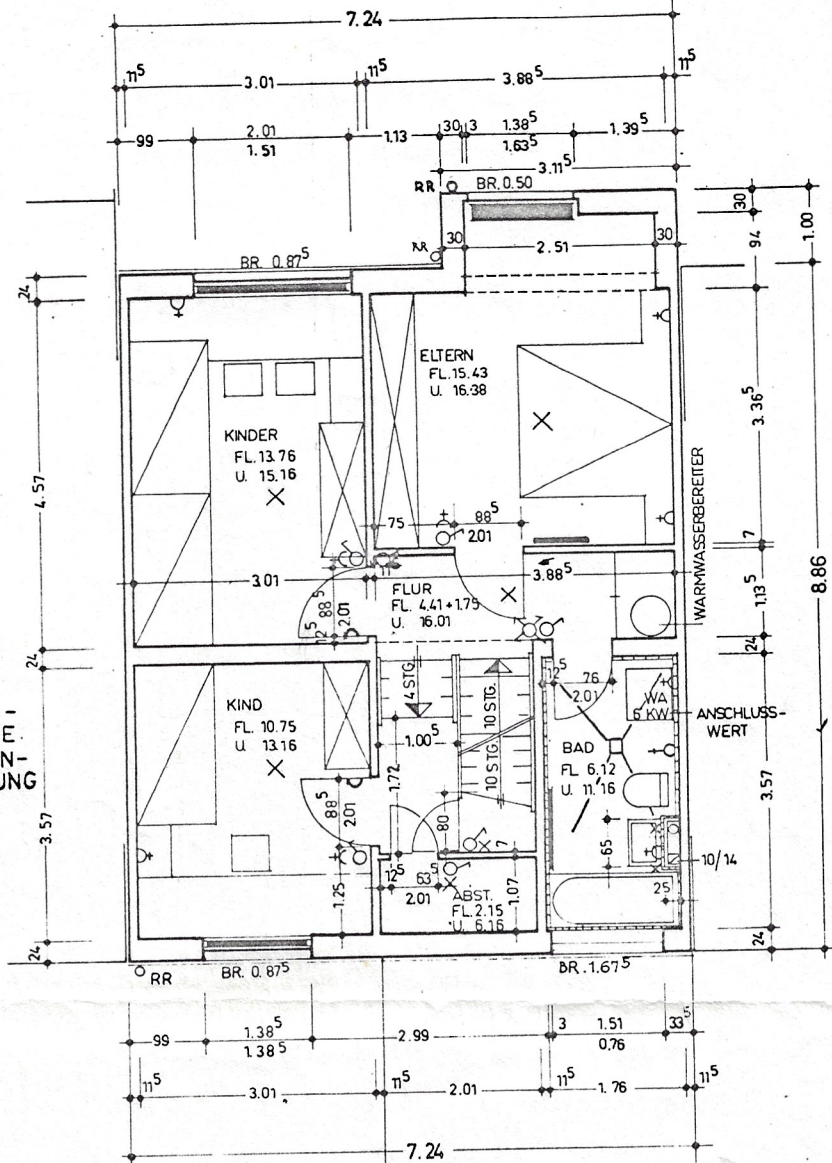 7.24
11⁵ 3.01 11⁵ 3.88⁵ 11⁵
99 2.01 1.13 30 3 1.38⁵ 1.39⁵
1.51 1.63⁵
3.11⁵
RR BR. 0.50
30
1.00
RR 30 2.51 30
94
BR. 0.87⁵
24
ELTERN
FL. 15.43
U. 16.38
3.36⁵
KINDER
FL. 13.76
U. 15.16
4.57
WARMWASSERBEREITER
75 88⁵
2.01
7
3.01 3.88⁵
8.86
FLUR
FL. 4.41 + 1.75
U. 16.01
88⁵
2.01
12⁵
1.13⁵
24
24
4 STG.
10 STG.
10 STG.
12⁵ 76
2.01
WA
6 KW
ANSCHLUSS-
WERT
KIND
FL. 10.75
U. 13.16
E.
N-
UNG
1.00⁵
BAD
FL 6.12
U. 11.16
1.72
88⁵
2.01
80
7
3.57
3.57
65
10/14
1.25
12⁵ 63⁵
2.01
1.07
ABST.
FL. 2.15
U. 6.16
25
24
24
RR BR. 0.87⁵ BR. 1.67⁵
99 1.38⁵ 2.99 3 1.51 33⁵
1.38⁵ 0.76
11⁵ 3.01 11⁵ 2.01 11⁵ 1.76 11⁵
7.24